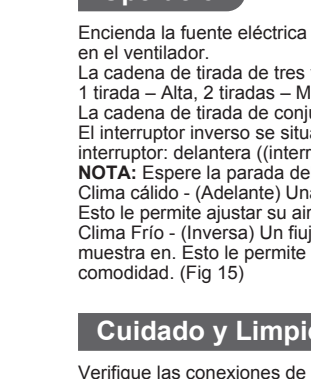 Encienda la fuente eléctrica
en el ventilador.
La cadena de tirada de tres
1 tirada – Alta, 2 tiradas – M
La cadena de tirada de conju
El interruptor inverso se situa
interruptor: delantera ((interr
NOTA: Espere la parada de
Clima cálido - (Adelante) Una
Esto le permite ajustar su air
Clima Frío - (Inversa) Un fiuj
muestra en. Esto le permite
comodidad. (Fig 15)
Cuidado y Limpie
Verifique las conexiones de